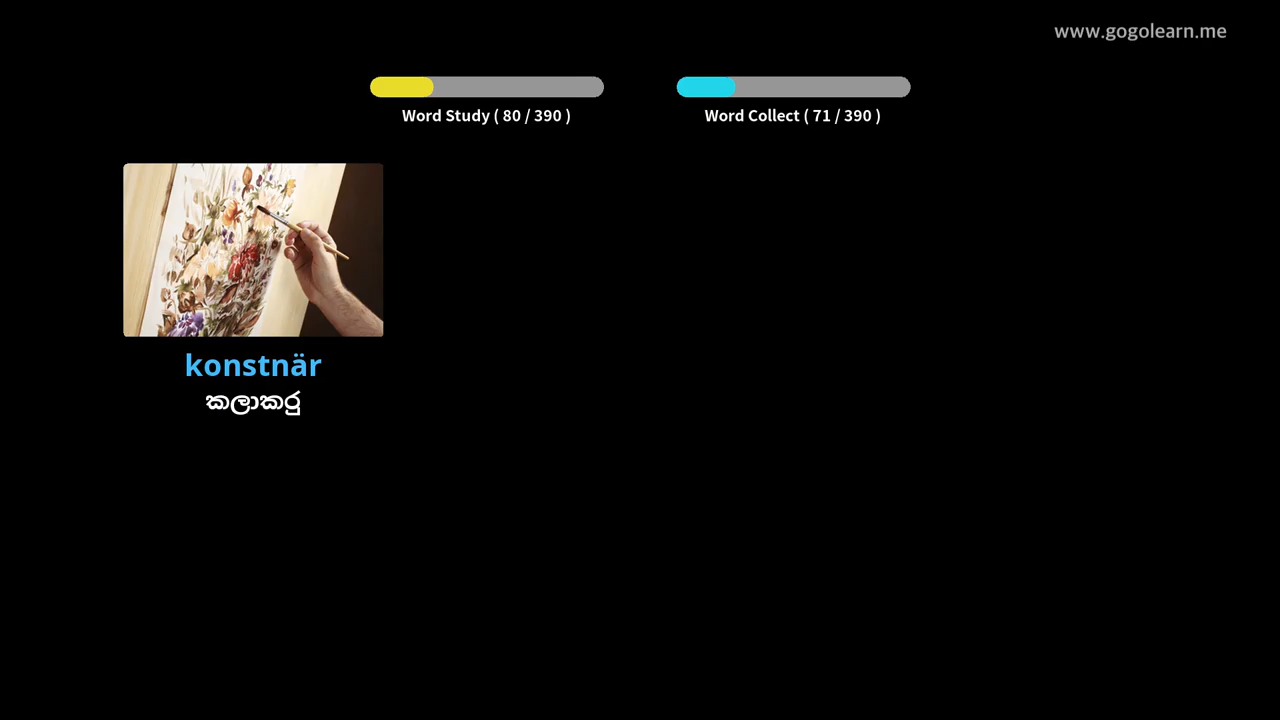 www.gogolearn.me
Word Study ( 80 / 390 )
Word Collect ( 71 / 390 )
konstnär
කලාකරු